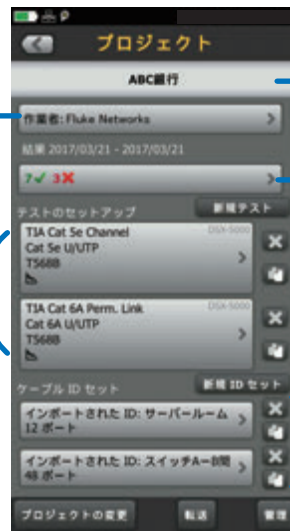 プロジェクト
ABC銀行
作業者: Fluke Networks
結果 2017/03/21 - 2017/03/21
7✓ 3✖
テストのセットアップ
新規テスト
TIA Cat 5e Channel
DSX-5000
Cat 5e U/UTP
T568B
TIA Cat 6A Perm. Link
DSX-5000
Cat 6A U/UTP
T568B
ケーブル ID セット
新規 ID セット
インポートされた ID: サーバールーム
12 ポート
インポートされた ID: スイッチA-B間
48 ポート
プロジェクトの変更
転送
管理